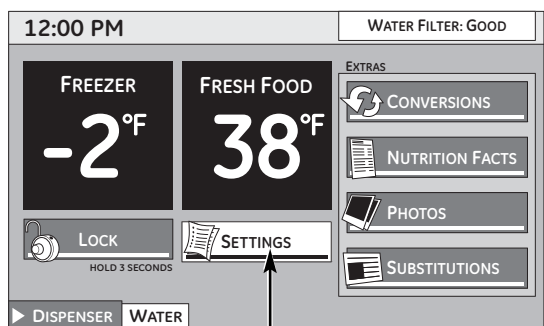 12:00 PM
WATER FILTER: GOOD
FREEZER
-2°F
FRESH FOOD
38°F
LOCK
HOLD 3 SECONDS
SETTINGS
EXTRAS
CONVERSIONS
NUTRITION FACTS
PHOTOS
SUBSTITUTIONS
DISPENSER WATER